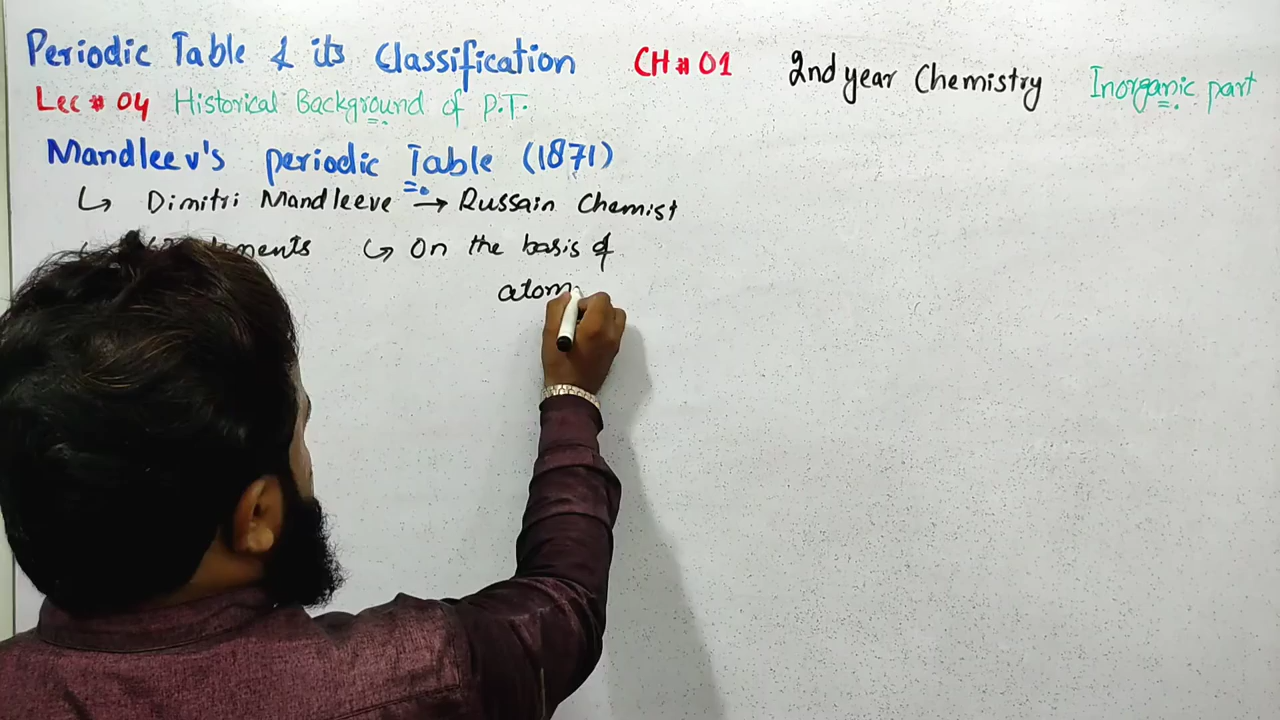 Periodic Table & its Classification CH # 01 2nd year Chemistry Inorganic part
Lec # 04 Historical Background of P.T.
Mandleev's periodic Table (1871)
↳ Dimitri Mandleeve → Russain Chemist
↳ On the basis of
atom